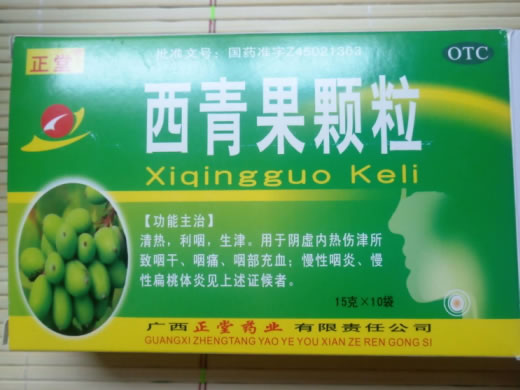 正堂
批准文号：国药准字Z45021363
OTC
西青果颗粒
Xiqingguo Keli
【功能主治】
清热，利咽，生津。用于阴虚内热伤津所
致咽干、咽痛、咽部充血；慢性咽炎、慢
性扁桃体炎见上述证候者。
15克×10袋
广西正堂药业 有限责任公司
GUANGXI ZHENGTANG YAO YE YOU XIAN ZE REN GONG SI